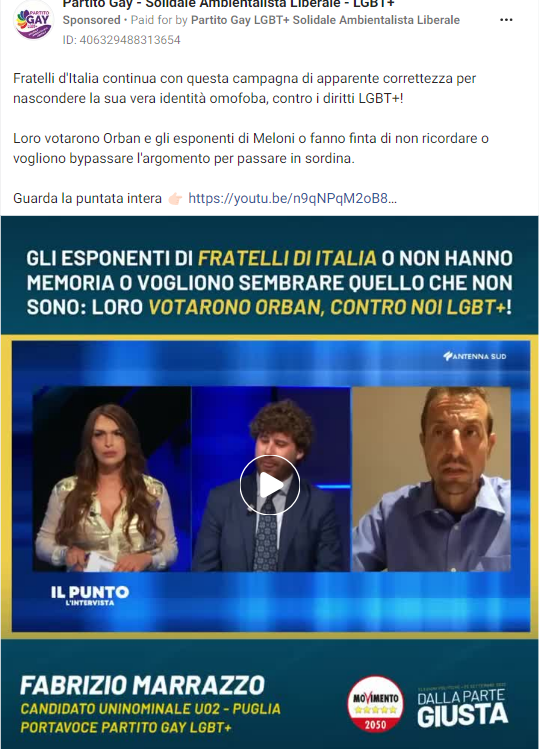 Partito Gay - Solidale Ambientalista Liberale - LGBT+
Sponsored • Paid for by Partito Gay LGBT+ Solidale Ambientalista Liberale
ID: 406329488313654
Fratelli d'Italia continua con questa campagna di apparente correttezza per
nascondere la sua vera identità omofoba, contro i diritti LGBT+!
Loro votarono Orban e gli esponenti di Meloni o fanno finta di non ricordare o
vogliono bypassare l'argomento per passare in sordina.
Guarda la puntata intera 👉🏻 https://youtu.be/n9qNPqM2oB8...
GLI ESPONENTI DI FRATELLI DI ITALIA O NON HANNO
MEMORIA O VOGLIONO SEMBRARE QUELLO CHE NON
SONO: LORO VOTARONO ORBAN, CONTRO NOI LGBT+!
ANTENNA SUD
IL PUNTO
L'INTERVISTA
FABRIZIO MARRAZZO
CANDIDATO UNINOMINALE U02 - PUGLIA
PORTAVOCE PARTITO GAY LGBT+
MOVIMENTO
2050
DALLA PARTE
GIUSTA
PARTITO
GAY